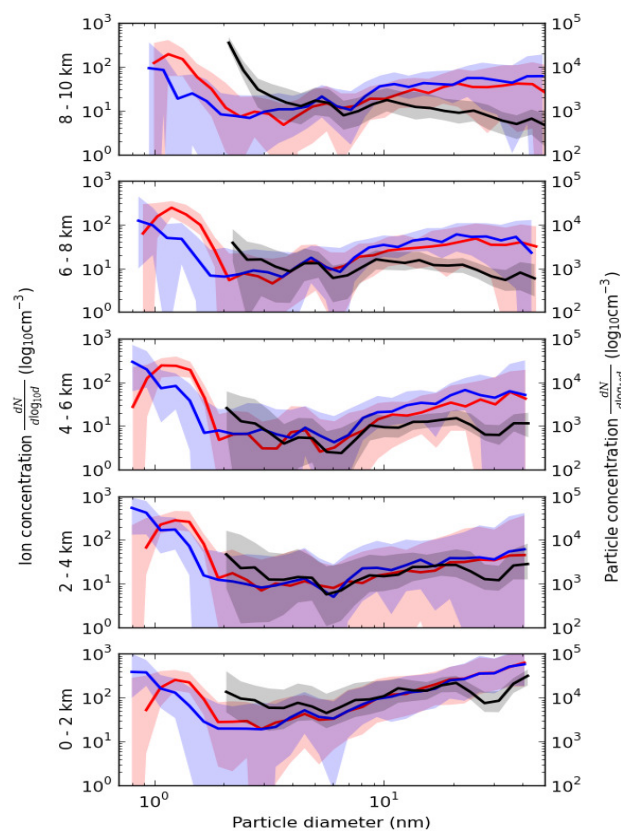 10³ 10⁵
10² 10⁴
10¹ 10³
10⁰ 10²
8 - 10 km
10³ 10⁵
10² 10⁴
10¹ 10³
10⁰ 10²
6 - 8 km
10³ 10⁵
10² 10⁴
10¹ 10³
10⁰ 10²
4 - 6 km
10³ 10⁵
10² 10⁴
10¹ 10³
10⁰ 10²
2 - 4 km
10³ 10⁵
10² 10⁴
10¹ 10³
10⁰ 10²
0 - 2 km
10⁰ 10¹
Particle diameter (nm)
Ion concentration dN/dlog₁₀d (log₁₀cm⁻³)
Particle concentration dN/ (log₁₀cm⁻³)